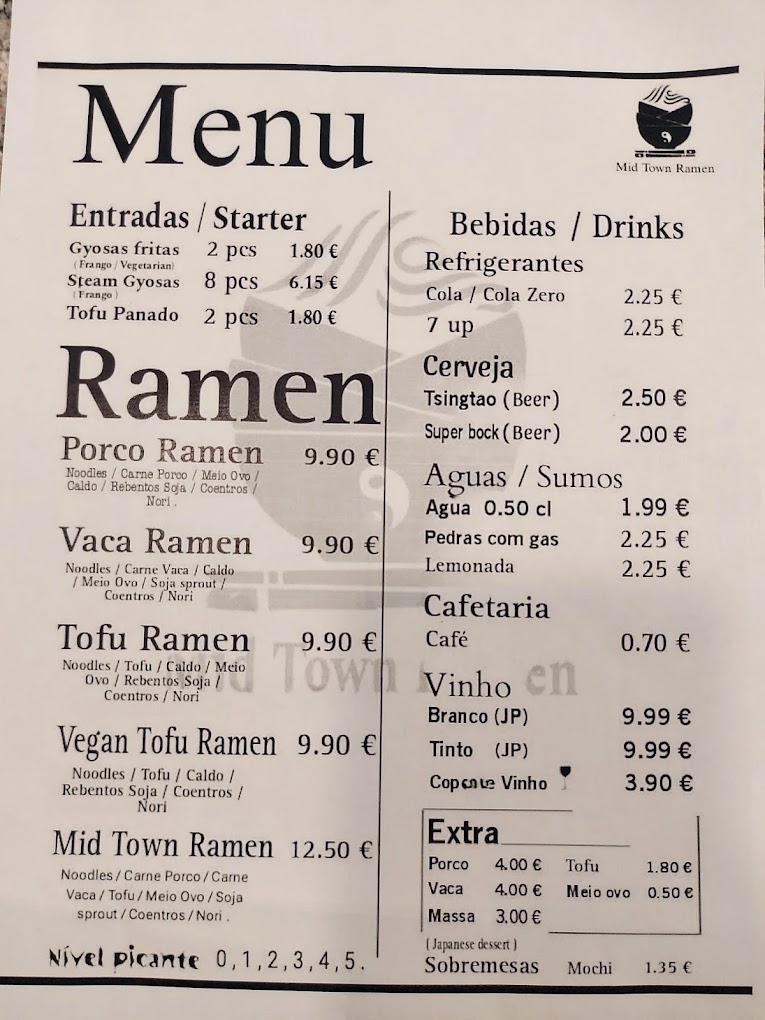 Menu
Mid Town Ramen
Entradas / Starter
Gyosas fritas 2 pcs 1.80 €
( Frango / Vegetarian)
Steam Gyosas 8 pcs 6.15 €
( Frango )
Tofu Panado 2 pcs 1.80 €
Ramen
Porco Ramen 9.90 €
Noodles / Carne Porco / Meio Ovo /
Caldo / Rebentos Soja / Coentros /
Nori .
Vaca Ramen 9.90 €
Noodles / Carne Vaca / Caldo
/ Meio Ovo / Soja sprout /
Coentros / Nori
Tofu Ramen 9.90 €
Noodles / Tofu / Caldo / Meio
Ovo / Rebentos Soja /
Coentros / Nori
Vegan Tofu Ramen 9.90 €
Noodles / Tofu / Caldo /
Rebentos Soja / Coentros /
Nori
Mid Town Ramen 12.50 €
Noodles / Carne Porco / Carne
Vaca / Tofu / Meio Ovo / Soja
sprout / Coentros / Nori .
Nível picante 0,1,2,3,4,5.
Bebidas / Drinks
Refrigerantes
Cola / Cola Zero 2.25 €
7 up 2.25 €
Cerveja
Tsingtao (Beer) 2.50 €
Super bock (Beer) 2.00 €
Aguas / Sumos
Agua 0.50 cl 1.99 €
Pedras com gas 2.25 €
Lemonada 2.25 €
Cafetaria
Café 0.70 €
Vinho
Branco (JP) 9.99 €
Tinto (JP) 9.99 €
Vinho 3.90 €
Extra
Porco 4.00 € Tofu 1.80 €
Vaca 4.00 € Meio ovo 0.50 €
Massa 3.00 €
( Japanese dessert )
Sobremesas Mochi 1.35 €